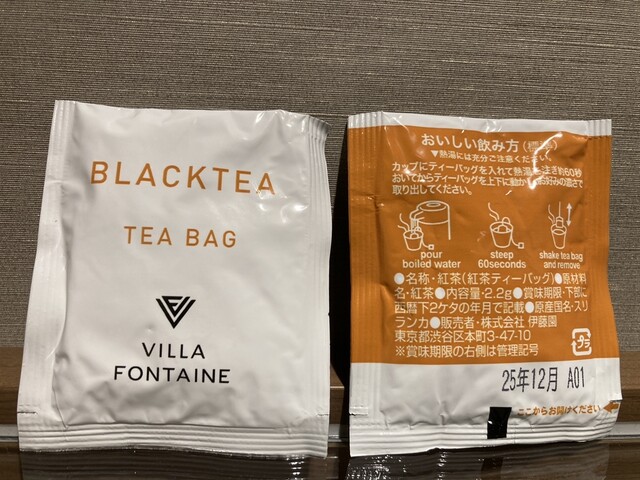 BLACKTEA
TEA BAG
VILLA
FONTAINE
おいしい飲み方(標準)
▼熱湯には充分ご注意ください。
カップにティーバッグを入れて熱湯を注ぎ約60秒
おいてからティーバッグを上下に動かしお好みの濃さで
取り出してください。
pour
boiled water
steep
60seconds
shake tea bag
and remove
●名称・紅茶(紅茶ティーバッグ)●原材料
名・紅茶●内容量・2.2g●賞味期限・下部に
西暦下2ケタの年月で記載●原産国名・スリ
ランカ●販売者・株式会社 伊藤園
東京都渋谷区本町3-47-10
※賞味期限の右側は管理記号
プラ
25年12月 A01
ここからお開けください